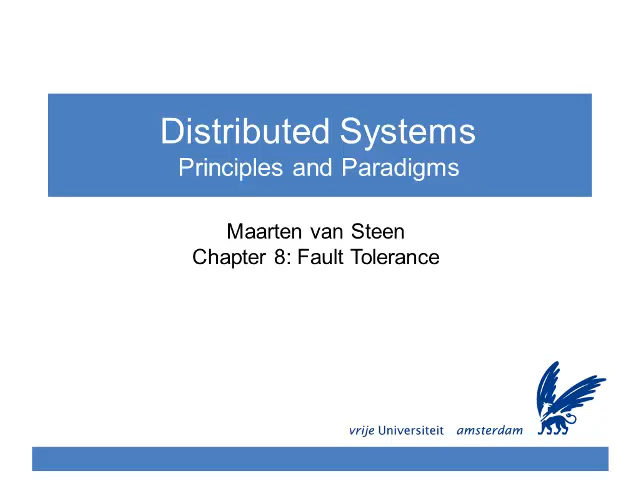 Distributed Systems
Principles and Paradigms
Maarten van Steen
Chapter 8: Fault Tolerance
vrije Universiteit amsterdam